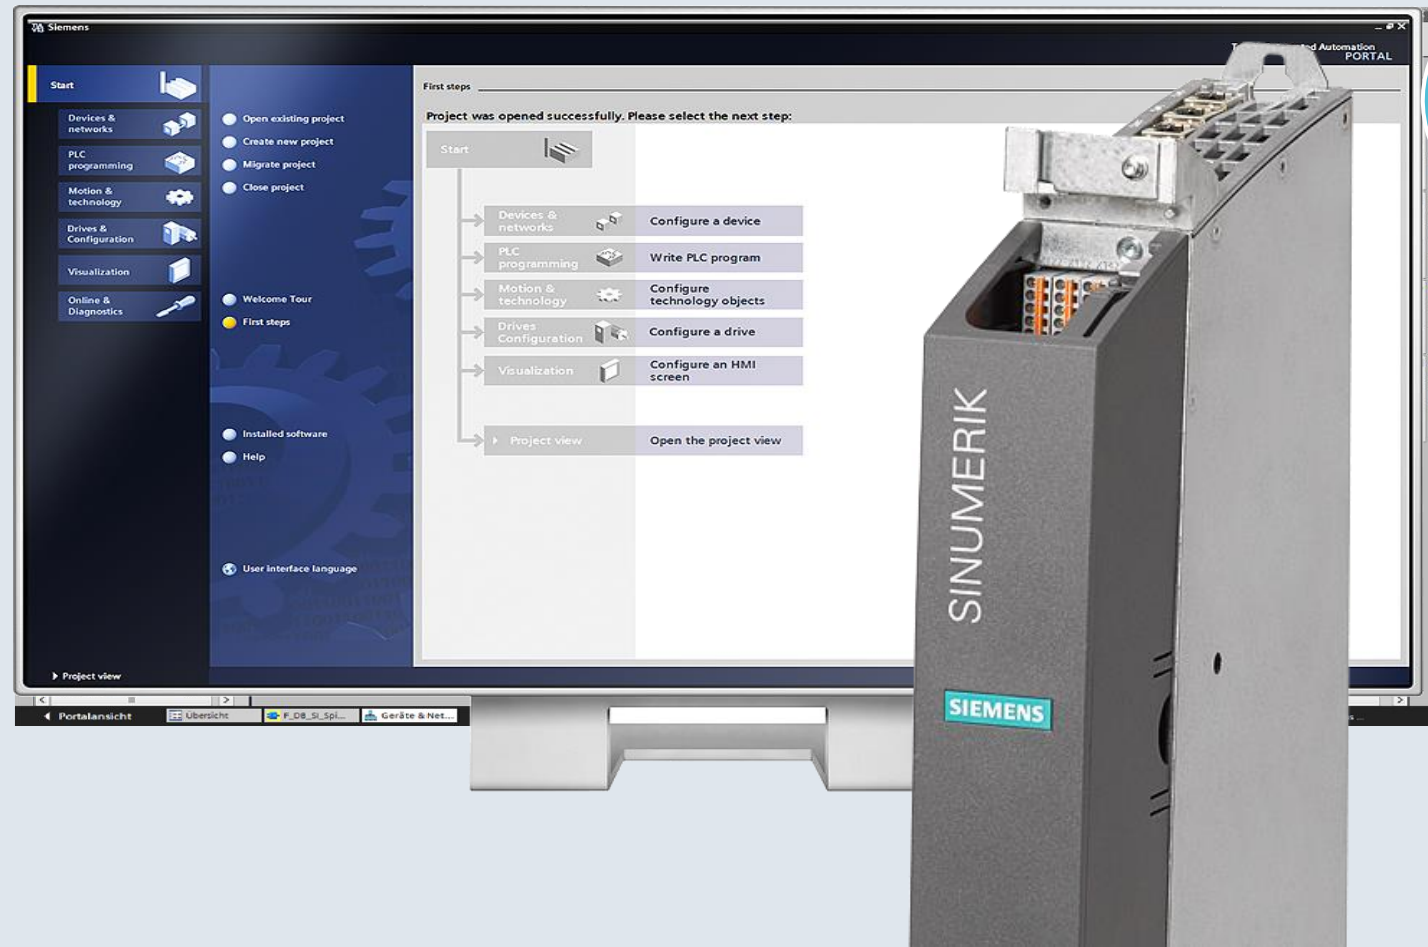 Siemens
Automation
PORTAL
Start
Devices &
networks
PLC
programming
Motion &
technology
Drives &
Configuration
Visualization
Online &
Diagnostics
Project view
Open existing project
Create new project
Migrate project
Close project
Welcome Tour
First steps
Installed software
Help
User interface language
First steps
Project was opened successfully. Please select the next step:
Start
Devices &
networks
Configure a device
PLC
programming
Write PLC program
Motion &
technology
Configure
technology objects
Drives
Configuration
Configure a drive
Visualization
Configure an HMI
screen
Project view
Open the project view
Portalansicht
Übersicht
F_DB_SI_Spi...
Geräte & Net...
SINUMERIK
SIEMENS